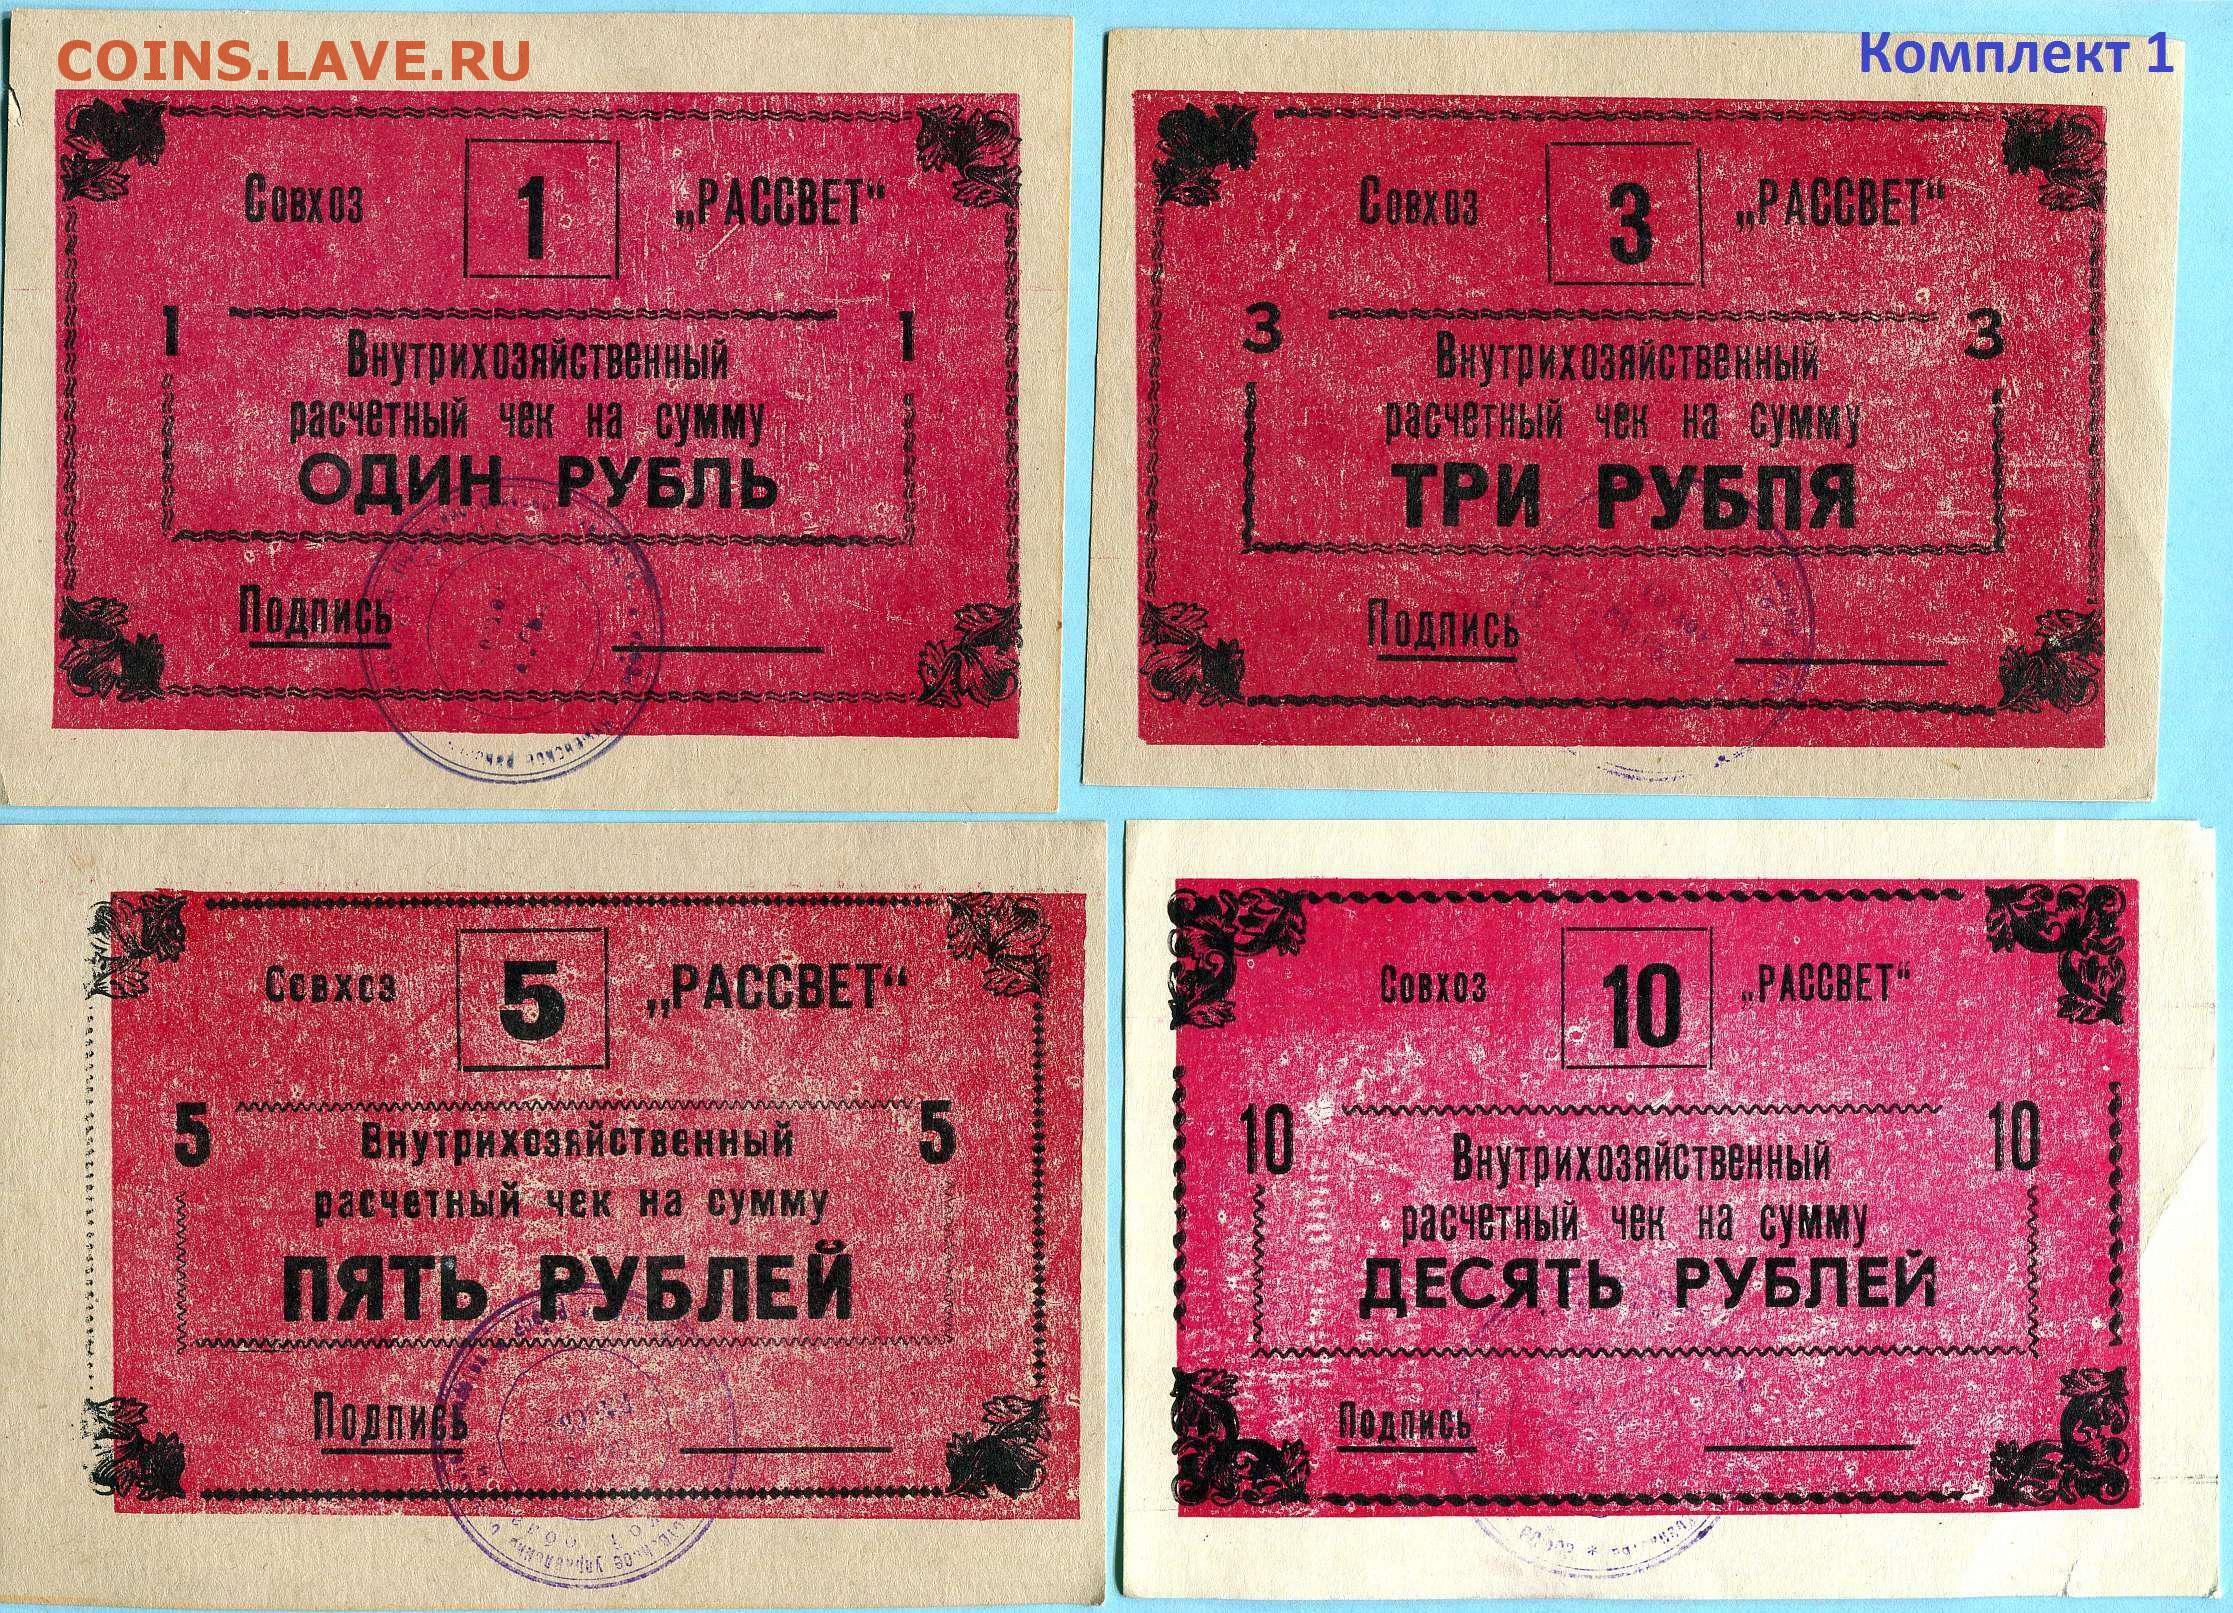 COINS.LAVE.RU
Комплект 1
Совхоз 1 „РАССВЕТ“
1 1
Внутрихозяйственный
расчетный чек на сумму
ОДИН РУБЛЬ
Подпись
Совхоз 3 „РАССВЕТ“
3 3
Внутрихозяйственный
расчетный чек на сумму
ТРИ РУБПЯ
Подпись
Совхоз 5 „РАССВЕТ“
5 5
Внутрихозяйственный
расчетный чек на сумму
ПЯТЬ РУБЛЕЙ
Подпись
Совхоз 10 „РАССВЕТ“
10 10
Внутрихозяйственный
расчетный чек на сумму
ДЕСЯТЬ РУБЛЕЙ
Подпись